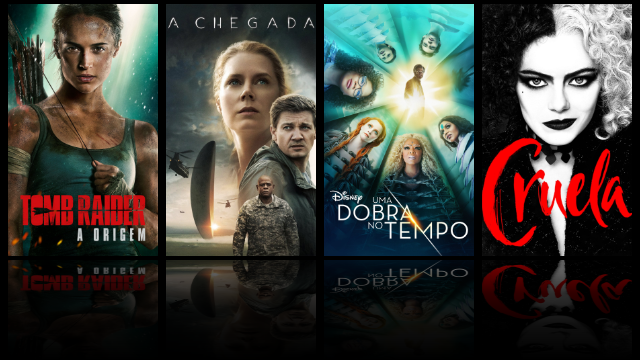 TOMB RAIDER
A ORIGEM
A CHEGADA
Disney
UMA
DOBRA
NO TEMPO
Cruela